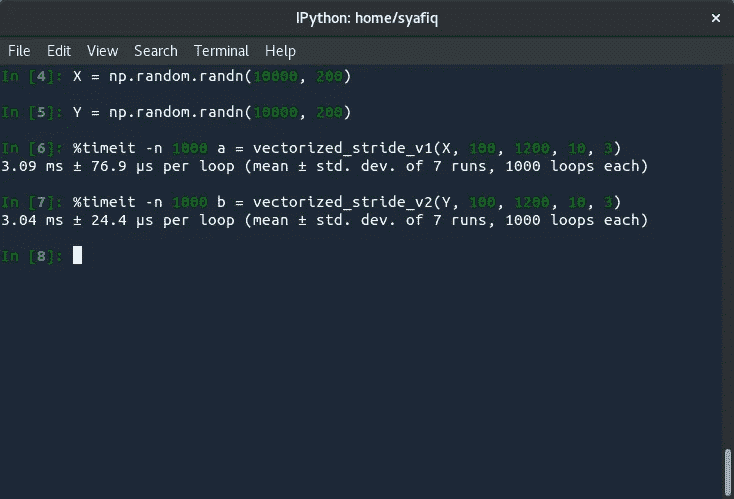 IPython: home/syafiq
File Edit View Search Terminal Help
In [4]: X = np.random.randn(10000, 200)
In [5]: Y = np.random.randn(10000, 200)
In [6]: %timeit -n 1000 a = vectorized_stride_v1(X, 100, 1200, 10, 3)
3.09 ms ± 76.9 µs per loop (mean ± std. dev. of 7 runs, 1000 loops each)
In [7]: %timeit -n 1000 b = vectorized_stride_v2(Y, 100, 1200, 10, 3)
3.04 ms ± 24.4 µs per loop (mean ± std. dev. of 7 runs, 1000 loops each)
In [8]: